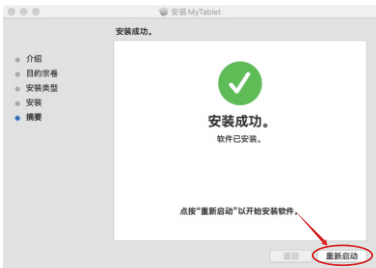 安装 MyTablet
安装成功。
介绍
目的宗卷
安装类型
安装
摘要
安装成功。
软件已安装。
点按“重新启动”以开始安装软件。
返回
重新启动